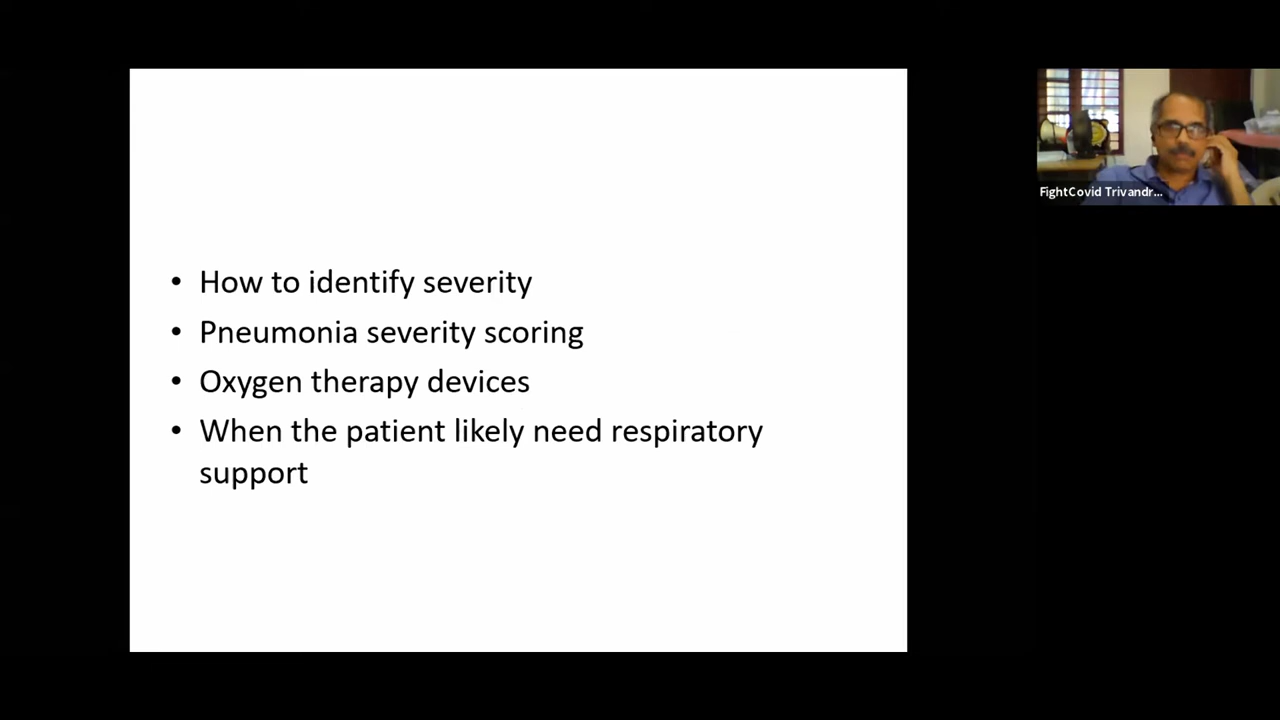 • How to identify severity
• Pneumonia severity scoring
• Oxygen therapy devices
• When the patient likely need respiratory
support
FightCovid Trivandr...